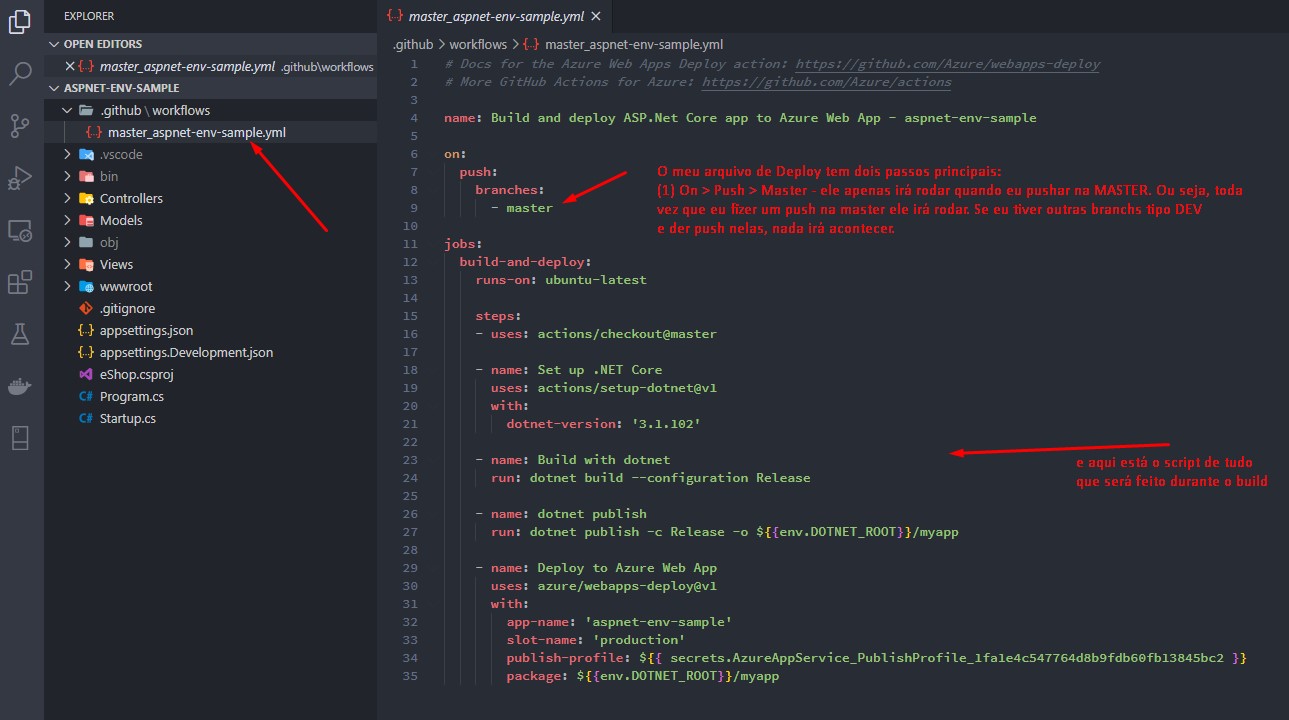 EXPLORER
OPEN EDITORS
master_aspnet-env-sample.yml .github\workflows
ASPNET-ENV-SAMPLE
.github \ workflows
master_aspnet-env-sample.yml
.vscode
bin
Controllers
Models
obj
Views
wwwroot
.gitignore
appsettings.json
appsettings.Development.json
eShop.csproj
C# Program.cs
C# Startup.cs
master_aspnet-env-sample.yml
.github > workflows > master_aspnet-env-sample.yml
1 # Docs for the Azure Web Apps Deploy action: https://github.com/Azure/webapps-deploy
2 # More GitHub Actions for Azure: https://github.com/Azure/actions
3
4 name: Build and deploy ASP.Net Core app to Azure Web App - aspnet-env-sample
5
6 on:
7 push:
8 branches:
9 - master
10
O meu arquivo de Deploy tem dois passos principais:
(1) On > Push > Master - ele apenas irá rodar quando eu pushar na MASTER. Ou seja, toda
vez que eu fizer um push na master ele irá rodar. Se eu tiver outras branchs tipo DEV
e der push nelas, nada irá acontecer.
11 jobs:
12 build-and-deploy:
13 runs-on: ubuntu-latest
14
15 steps:
16 - uses: actions/checkout@master
17
18 - name: Set up .NET Core
19 uses: actions/setup-dotnet@v1
20 with:
21 dotnet-version: '3.1.102'
22
23 - name: Build with dotnet
24 run: dotnet build --configuration Release
25
e aqui está o script de tudo
que será feito durante o build
26 - name: dotnet publish
27 run: dotnet publish -c Release -o ${{env.DOTNET_ROOT}}/myapp
28
29 - name: Deploy to Azure Web App
30 uses: azure/webapps-deploy@v1
31 with:
32 app-name: 'aspnet-env-sample'
33 slot-name: 'production'
34 publish-profile: ${{ secrets.AzureAppService_PublishProfile_1fa1e4c547764d8b9fdb60fb13845bc2 }}
35 package: ${{env.DOTNET_ROOT}}/myapp